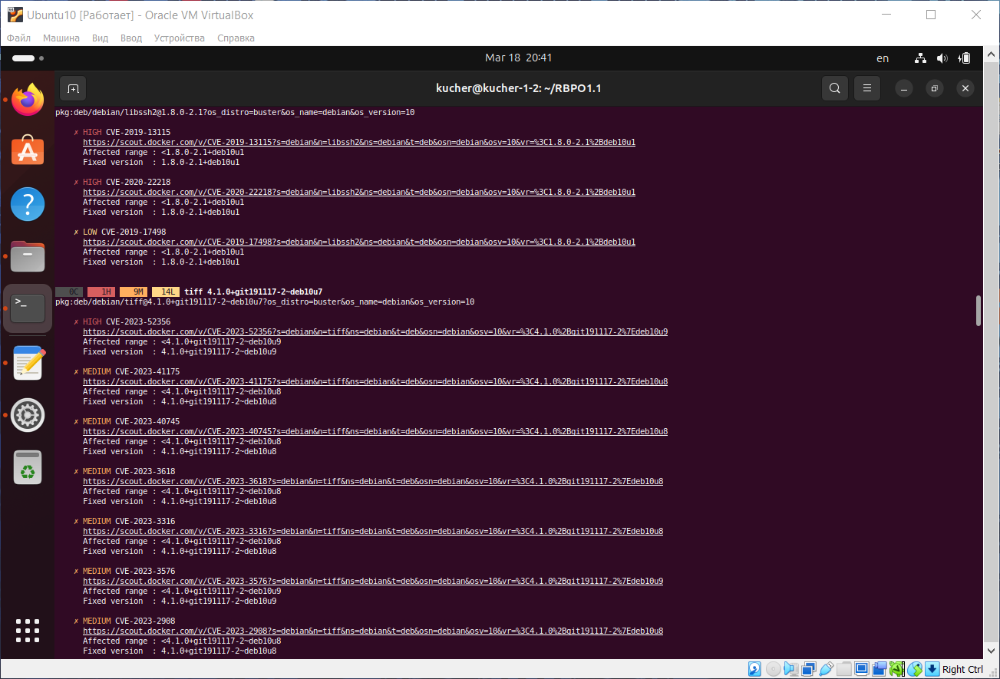 Ubuntu10 [Работает] - Oracle VM VirtualBox
Файл Машина Вид Ввод Устройства Справка
Mar 18 20:41
en
kucher@kucher-1-2: ~/RBPO1.1
pkg:deb/debian/libssh2@1.8.0-2.1?os_distro=buster&os_name=debian&os_version=10
✗ HIGH CVE-2019-13115
https://scout.docker.com/v/CVE-2019-13115?s=debian&n=libssh2&ns=debian&t=deb&osn=debian&osv=10&vr=%3C1.8.0-2.1%2Bdeb10u1
Affected range : <1.8.0-2.1+deb10u1
Fixed version : 1.8.0-2.1+deb10u1
✗ HIGH CVE-2020-22218
https://scout.docker.com/v/CVE-2020-22218?s=debian&n=libssh2&ns=debian&t=deb&osn=debian&osv=10&vr=%3C1.8.0-2.1%2Bdeb10u1
Affected range : <1.8.0-2.1+deb10u1
Fixed version : 1.8.0-2.1+deb10u1
✗ LOW CVE-2019-17498
https://scout.docker.com/v/CVE-2019-17498?s=debian&n=libssh2&ns=debian&t=deb&osn=debian&osv=10&vr=%3C1.8.0-2.1%2Bdeb10u1
Affected range : <1.8.0-2.1+deb10u1
Fixed version : 1.8.0-2.1+deb10u1
0C 1H 9M 14L tiff 4.1.0+git191117-2~deb10u7
pkg:deb/debian/tiff@4.1.0+git191117-2~deb10u7?os_distro=buster&os_name=debian&os_version=10
✗ HIGH CVE-2023-52356
https://scout.docker.com/v/CVE-2023-52356?s=debian&n=tiff&ns=debian&t=deb&osn=debian&osv=10&vr=%3C4.1.0%2Bgit191117-2%7Edeb10u9
Affected range : <4.1.0+git191117-2~deb10u9
Fixed version : 4.1.0+git191117-2~deb10u9
✗ MEDIUM CVE-2023-41175
https://scout.docker.com/v/CVE-2023-41175?s=debian&n=tiff&ns=debian&t=deb&osn=debian&osv=10&vr=%3C4.1.0%2Bgit191117-2%7Edeb10u8
Affected range : <4.1.0+git191117-2~deb10u8
Fixed version : 4.1.0+git191117-2~deb10u8
✗ MEDIUM CVE-2023-40745
https://scout.docker.com/v/CVE-2023-40745?s=debian&n=tiff&ns=debian&t=deb&osn=debian&osv=10&vr=%3C4.1.0%2Bgit191117-2%7Edeb10u8
Affected range : <4.1.0+git191117-2~deb10u8
Fixed version : 4.1.0+git191117-2~deb10u8
✗ MEDIUM CVE-2023-3618
https://scout.docker.com/v/CVE-2023-3618?s=debian&n=tiff&ns=debian&t=deb&osn=debian&osv=10&vr=%3C4.1.0%2Bgit191117-2%7Edeb10u8
Affected range : <4.1.0+git191117-2~deb10u8
Fixed version : 4.1.0+git191117-2~deb10u8
✗ MEDIUM CVE-2023-3316
https://scout.docker.com/v/CVE-2023-3316?s=debian&n=tiff&ns=debian&t=deb&osn=debian&osv=10&vr=%3C4.1.0%2Bgit191117-2%7Edeb10u8
Affected range : <4.1.0+git191117-2~deb10u8
Fixed version : 4.1.0+git191117-2~deb10u8
✗ MEDIUM CVE-2023-3576
https://scout.docker.com/v/CVE-2023-3576?s=debian&n=tiff&ns=debian&t=deb&osn=debian&osv=10&vr=%3C4.1.0%2Bgit191117-2%7Edeb10u9
Affected range : <4.1.0+git191117-2~deb10u9
Fixed version : 4.1.0+git191117-2~deb10u9
✗ MEDIUM CVE-2023-2908
https://scout.docker.com/v/CVE-2023-2908?s=debian&n=tiff&ns=debian&t=deb&osn=debian&osv=10&vr=%3C4.1.0%2Bgit191117-2%7Edeb10u8
Affected range : <4.1.0+git191117-2~deb10u8
Fixed version : 4.1.0+git191117-2~deb10u8
Right Ctrl